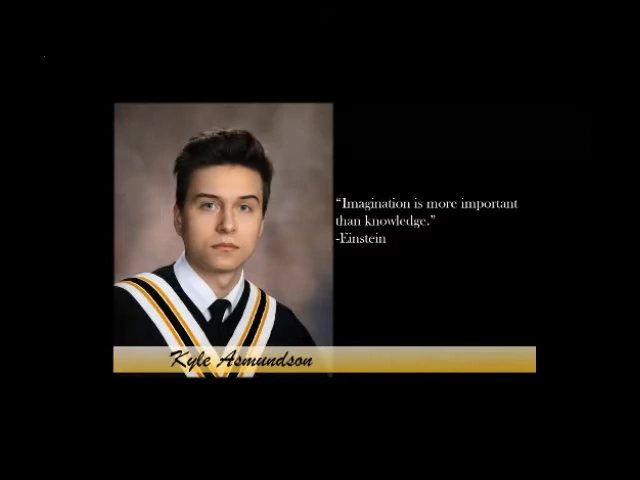 “Imagination is more important
than knowledge.”
-Einstein
Kyle Asmundson